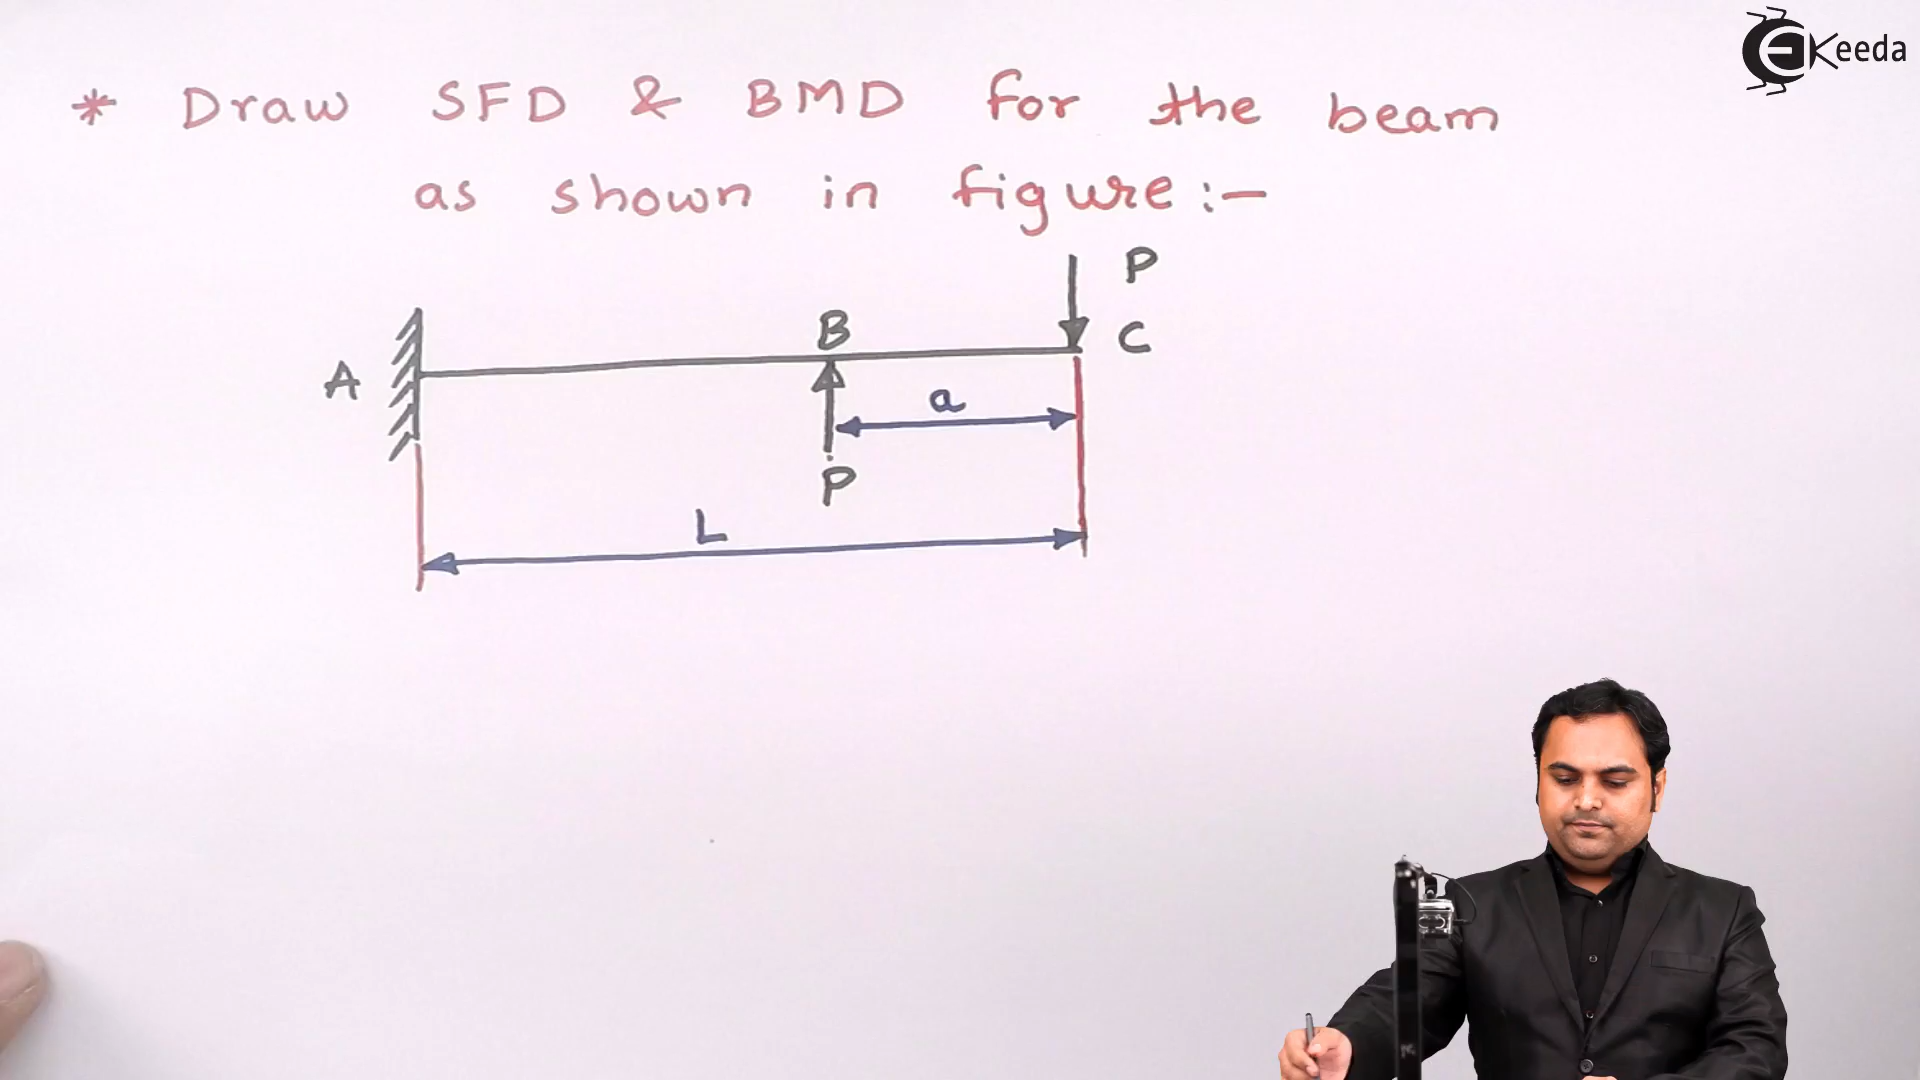 EKeeda
* Draw SFD & BMD for the beam
as shown in figure :-
P
B
C
A
a
P
L